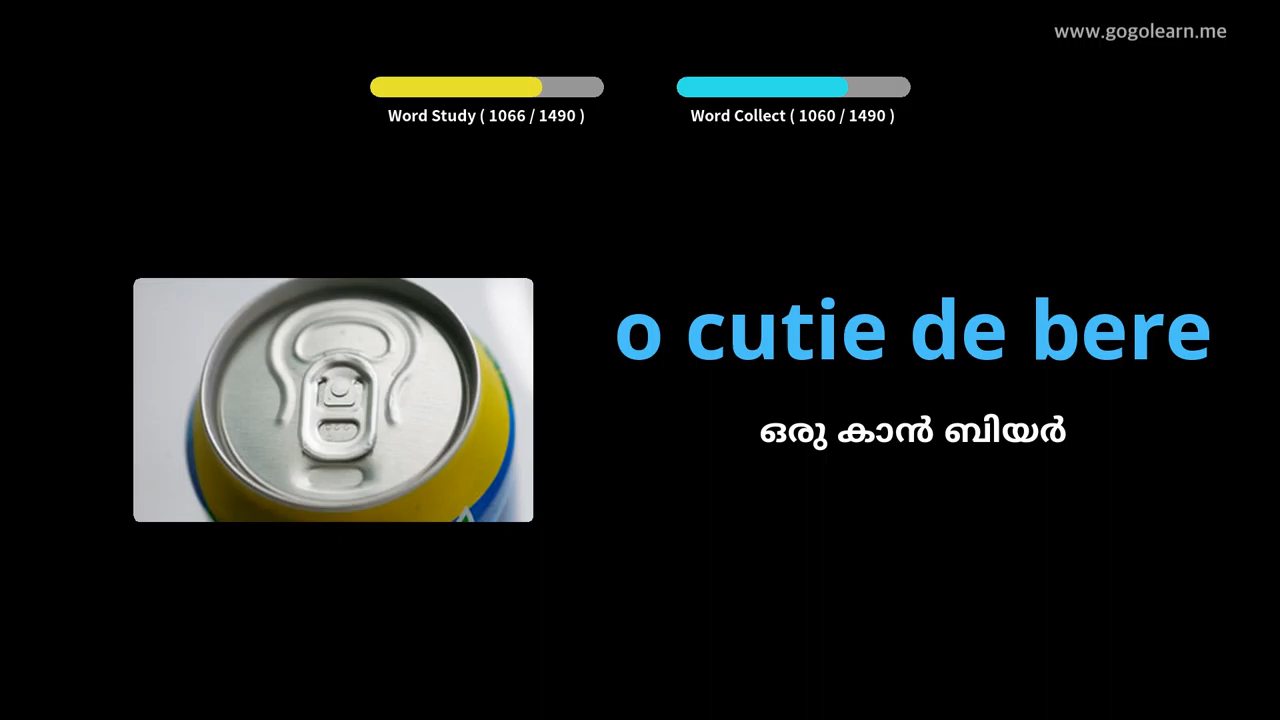 www.gogolearn.me
Word Study ( 1066 / 1490 )
Word Collect ( 1060 / 1490 )
o cutie de bere
ഒരു കാൻ ബിയർ